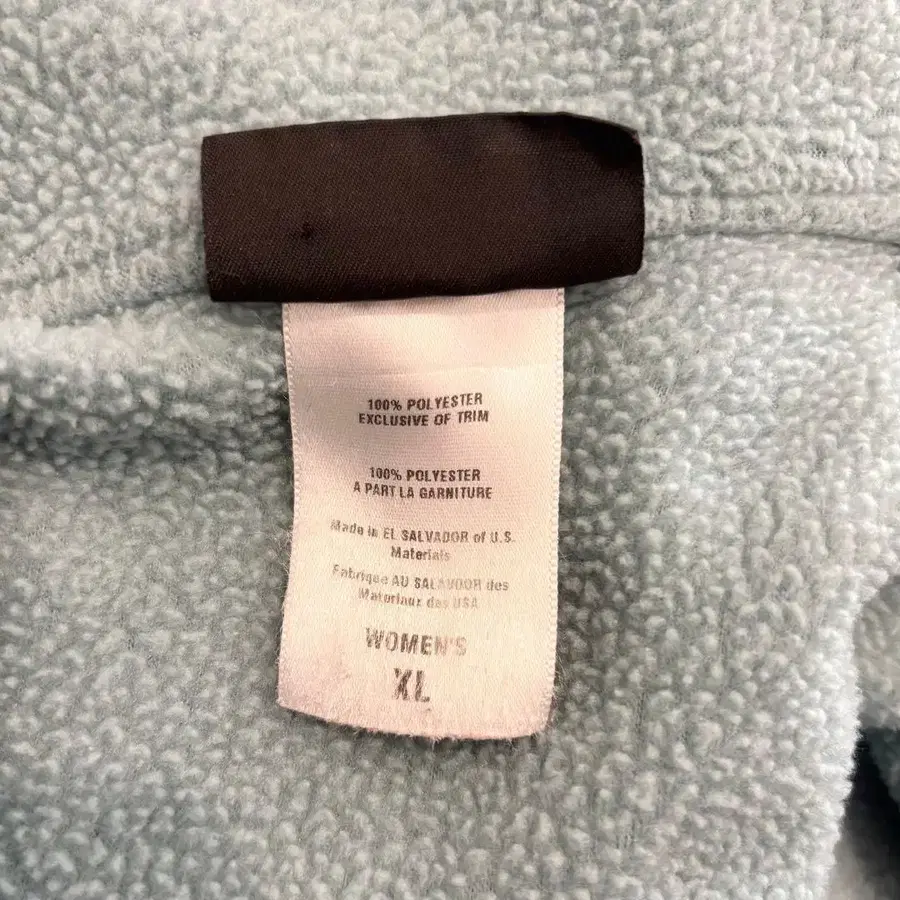 100% POLYESTER
EXCLUSIVE OF TRIM
100% POLYESTER
A PART LA GARNITURE
Made in EL SALVADOR of U.S.
Materials
Fabrique AU SALAVDOR des
Materiaux des USA
WOMEN'S
XL